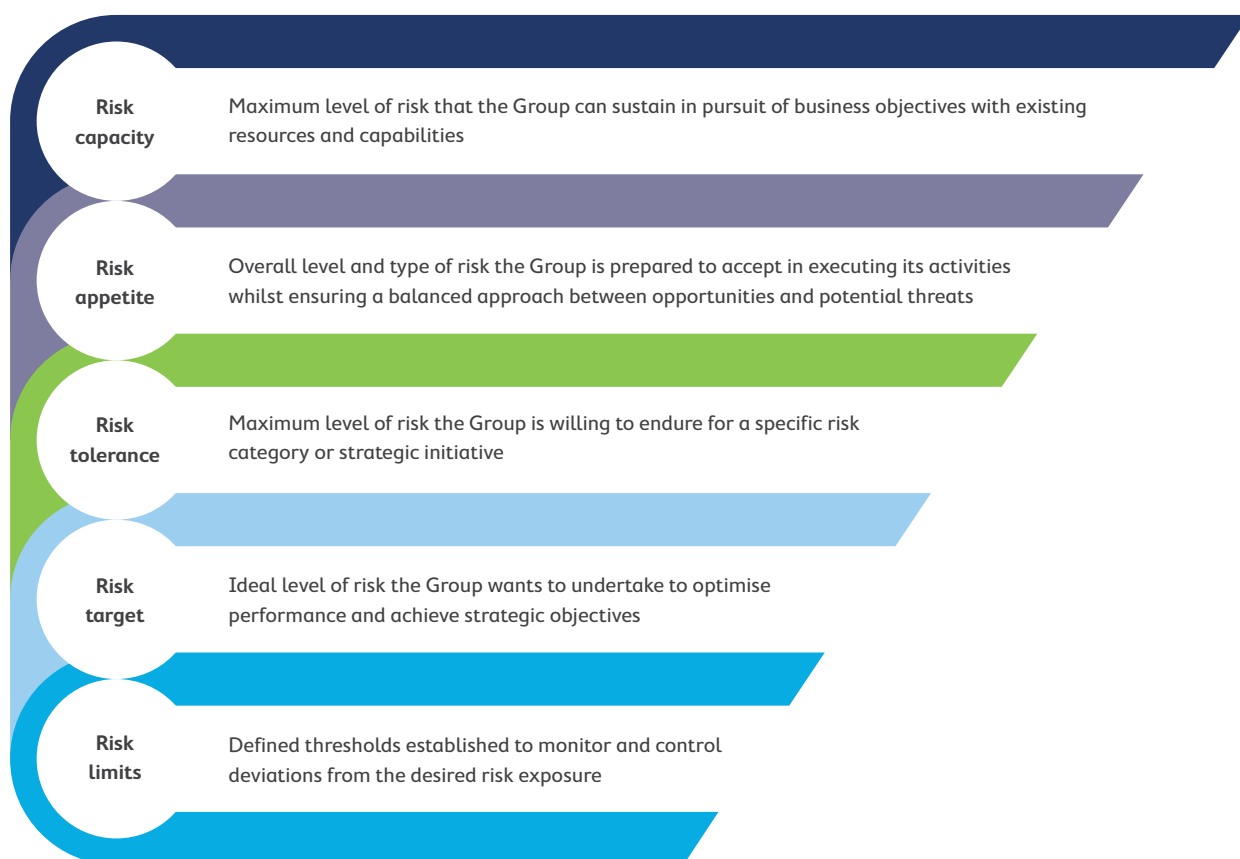 Risk
capacity
Maximum level of risk that the Group can sustain in pursuit of business objectives with existing
resources and capabilities
Risk
appetite
Overall level and type of risk the Group is prepared to accept in executing its activities
whilst ensuring a balanced approach between opportunities and potential threats
Risk
tolerance
Maximum level of risk the Group is willing to endure for a specific risk
category or strategic initiative
Risk
target
Ideal level of risk the Group wants to undertake to optimise
performance and achieve strategic objectives
Risk
limits
Defined thresholds established to monitor and control
deviations from the desired risk exposure